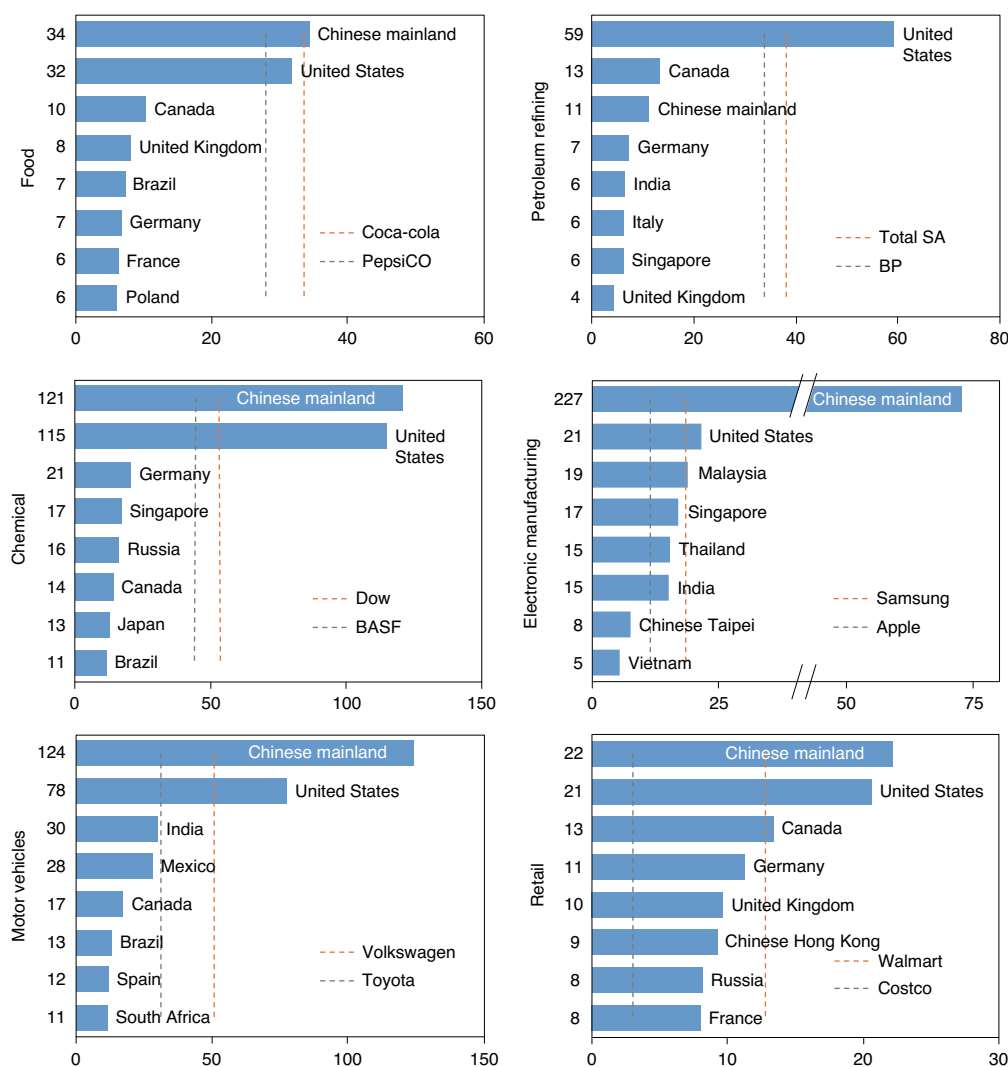 Food
34 Chinese mainland
32 United States
10 Canada
8 United Kingdom
7 Brazil
7 Germany
6 France
6 Poland
Coca-cola
PepsiCO
0 20 40 60
Petroleum refining
59 United
States
13 Canada
11 Chinese mainland
7 Germany
6 India
6 Italy
6 Singapore
4 United Kingdom
Total SA
BP
0 20 40 60 80
Chemical
121 Chinese mainland
115 United
States
21 Germany
17 Singapore
16 Russia
14 Canada
13 Japan
11 Brazil
Dow
BASF
0 50 100 150
Electronic manufacturing
227 Chinese mainland
21 United States
19 Malaysia
17 Singapore
15 Thailand
15 India
8 Chinese Taipei
5 Vietnam
Samsung
Apple
0 25 50 75
Motor vehicles
124 Chinese mainland
78 United States
30 India
28 Mexico
17 Canada
13 Brazil
12 Spain
11 South Africa
Volkswagen
Toyota
0 50 100 150
Retail
22 Chinese mainland
21 United States
13 Canada
11 Germany
10 United Kingdom
9 Chinese Hong Kong
8 Russia
8 France
Walmart
Costco
0 10 20 30